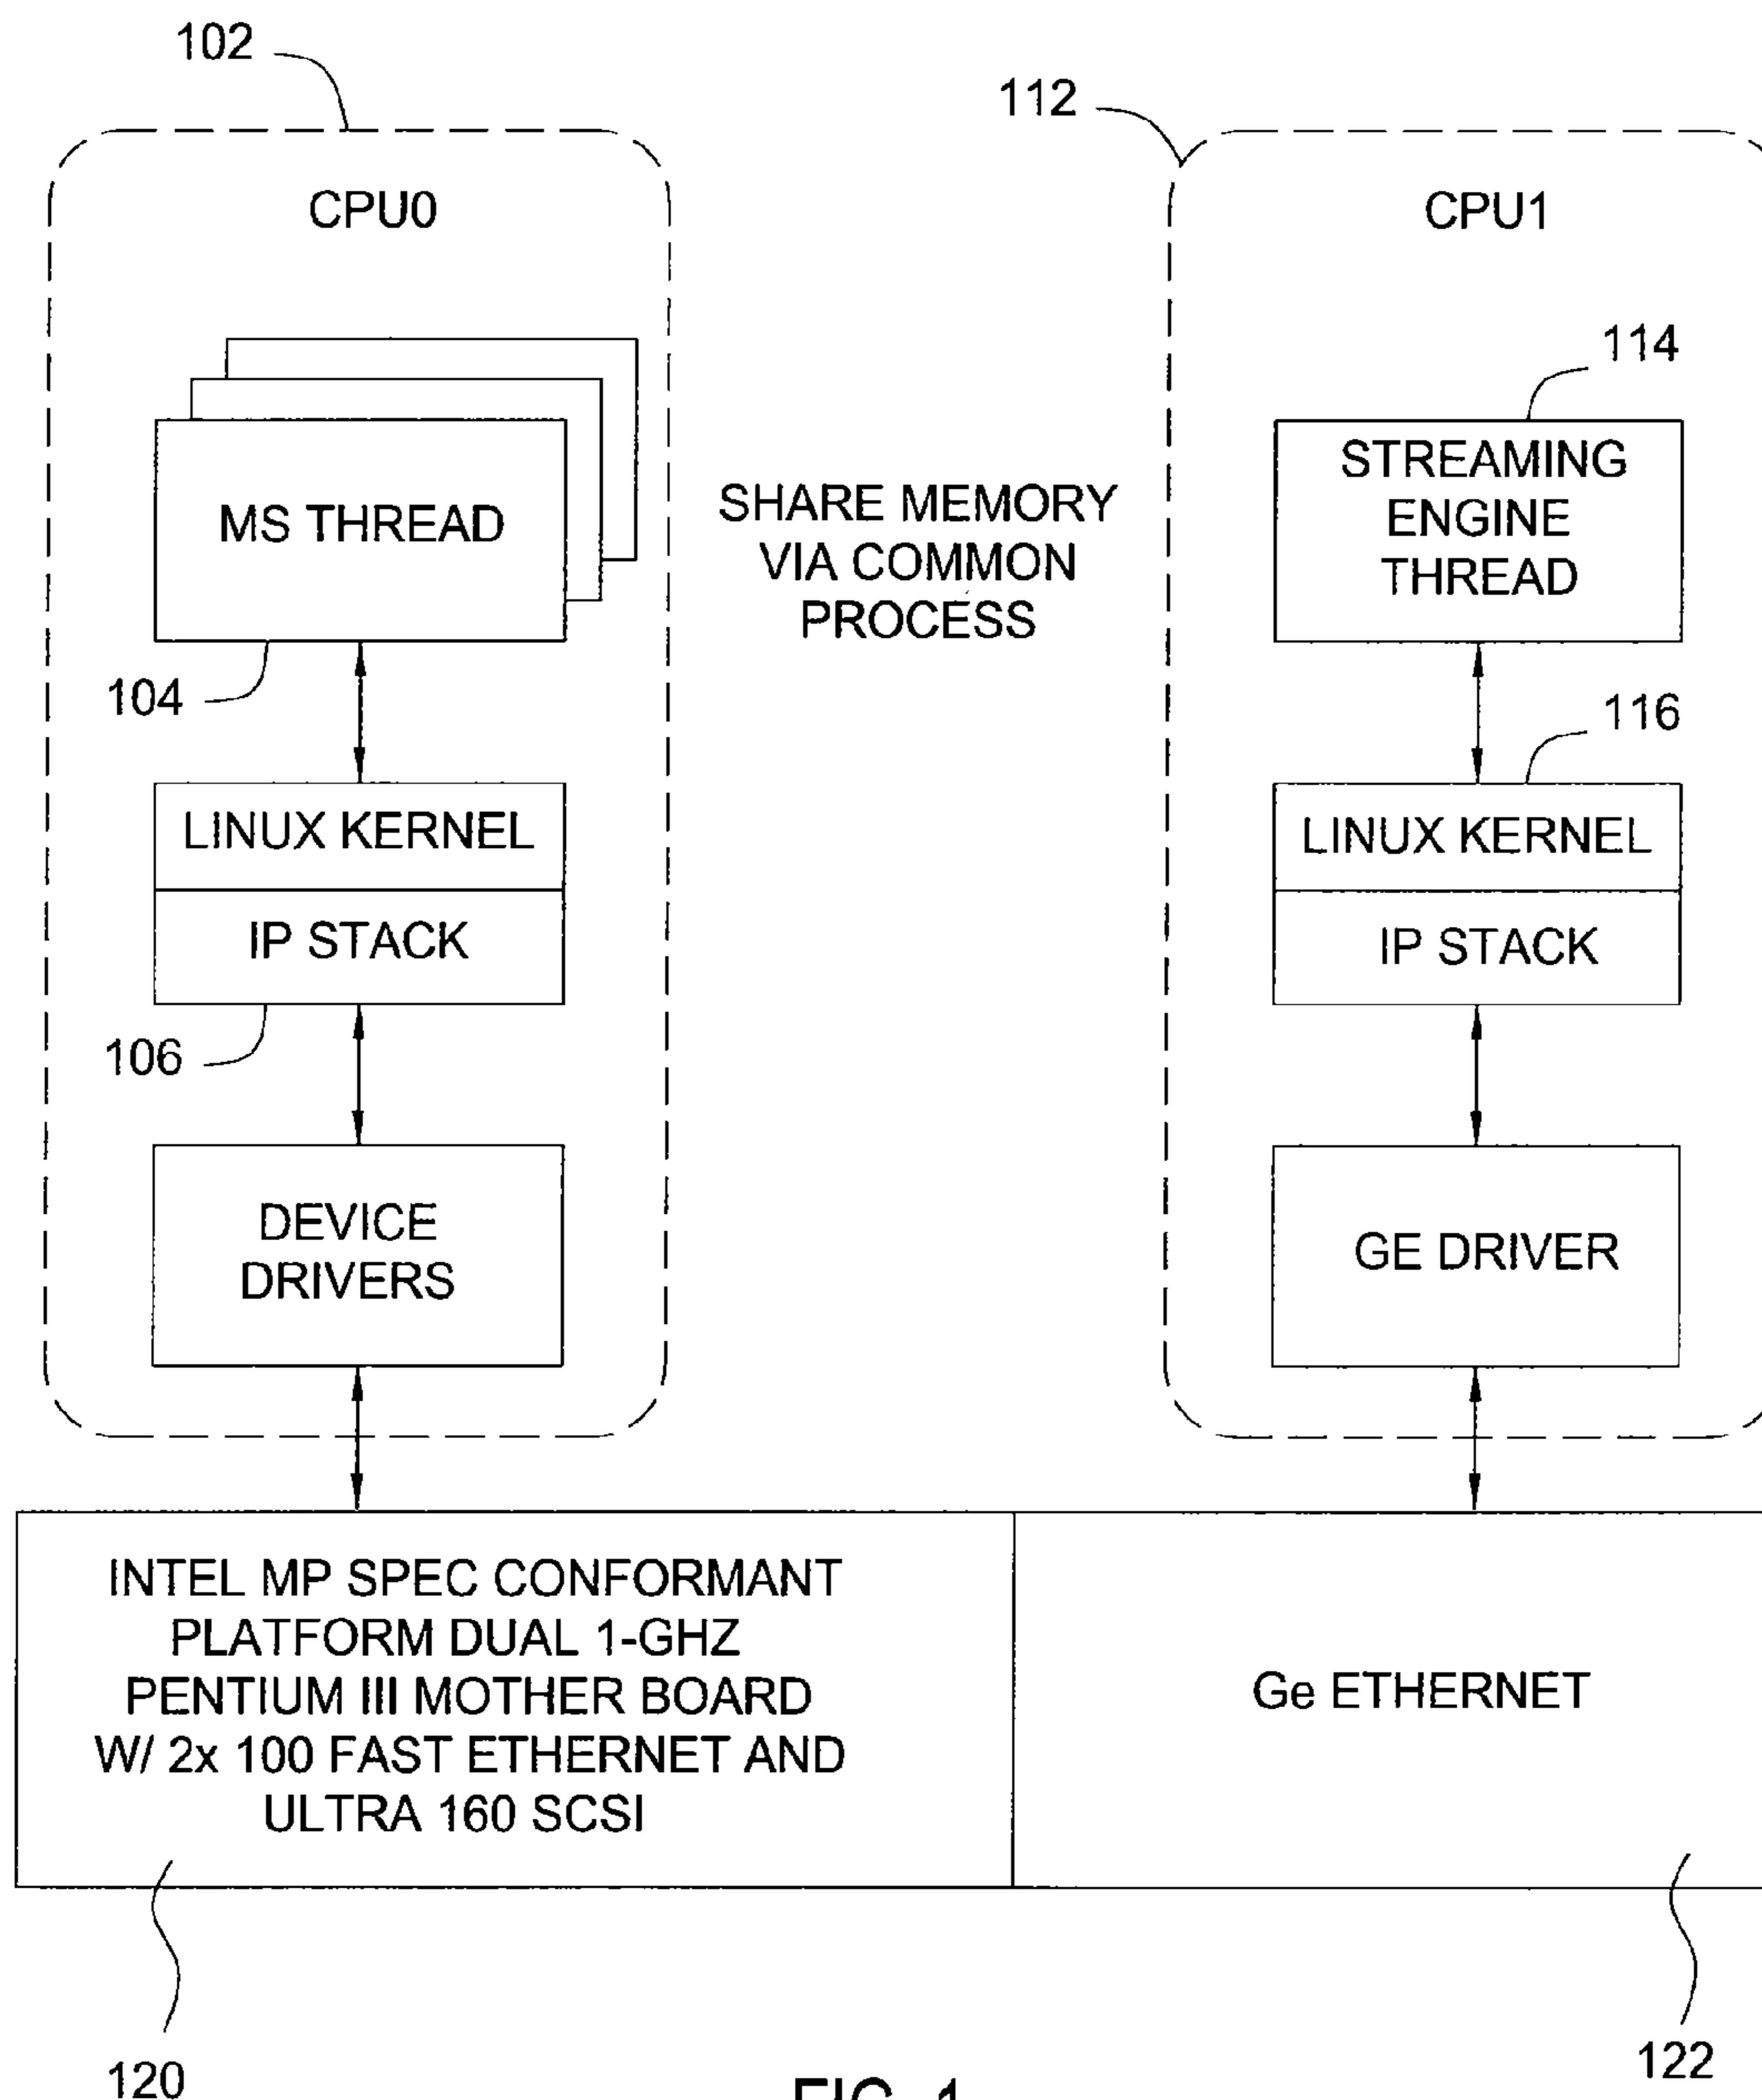 102
112
CPU0
CPU1
114
MS THREAD
SHARE MEMORY
VIA COMMON
PROCESS
STREAMING
ENGINE
THREAD
104
116
LINUX KERNEL
IP STACK
LINUX KERNEL
IP STACK
106
DEVICE
DRIVERS
GE DRIVER
INTEL MP SPEC CONFORMANT
PLATFORM DUAL 1-GHZ
PENTIUM III MOTHER BOARD
W/ 2x 100 FAST ETHERNET AND
ULTRA 160 SCSI
Ge ETHERNET
120
122
FIG. 1